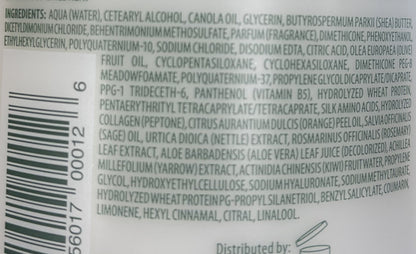 INGREDIENTS: AQUA (WATER), CETEARYL ALCOHOL, CANOLA OIL, GLYCERIN, BUTYROSPERMUM PARKII (SHEA) BUTTER,
DICETYLDIMONIUM CHLORIDE, BEHENTRIMONIUM METHOSULFATE, PARFUM (FRAGRANCE), DIMETHICONE, PHENOXYETHANOL,
ETHYLHEXYLGLYCERIN, POLYQUATERNIUM-10, SODIUM CHLORIDE, DISODIUM EDTA, CITRIC ACID, OLEA EUROPAEA (OLIVE)
FRUIT OIL, CYCLOPENTASILOXANE, CYCLOHEXASILOXANE, DIMETHICONE PEG-8
MEADOWFOAMATE, POLYQUATERNIUM-37, PROPYLENE GLYCOL DICAPRYLATE/DICAPRATE,
PPG-1 TRIDECETH-6, PANTHENOL (VITAMIN B5), HYDROLYZED WHEAT PROTEIN,
PENTAERYTHRITYL TETRACAPRYLATE/TETRACAPRATE, SILK AMINO ACIDS, HYDROLYZED
COLLAGEN (PEPTONE), CITRUS AURANTIUM DULCIS (ORANGE) PEEL OIL, SALVIA OFFICINALIS
(SAGE) OIL, URTICA DIOICA (NETTLE) EXTRACT, ROSMARINUS OFFICINALIS (ROSEMARY)
LEAF EXTRACT, ALOE BARBADENSIS (ALOE VERA) LEAF JUICE (DECOLORIZED), ACHILLEA
MILLEFOLIUM (YARROW) EXTRACT, ACTINIDIA CHINENSIS (KIWI) FRUIT WATER, PROPYLENE
GLYCOL, HYDROXYETHYLCELLULOSE, SODIUM HYALURONATE, SODIUM METHYL TAURATE,
HYDROLYZED WHEAT PROTEIN PG-PROPYL SILANETRIOL, BENZYL SALICYLATE, COUMARIN,
LIMONENE, HEXYL CINNAMAL, CITRAL, LINALOOL.
56017 00012 6
Distributed by: